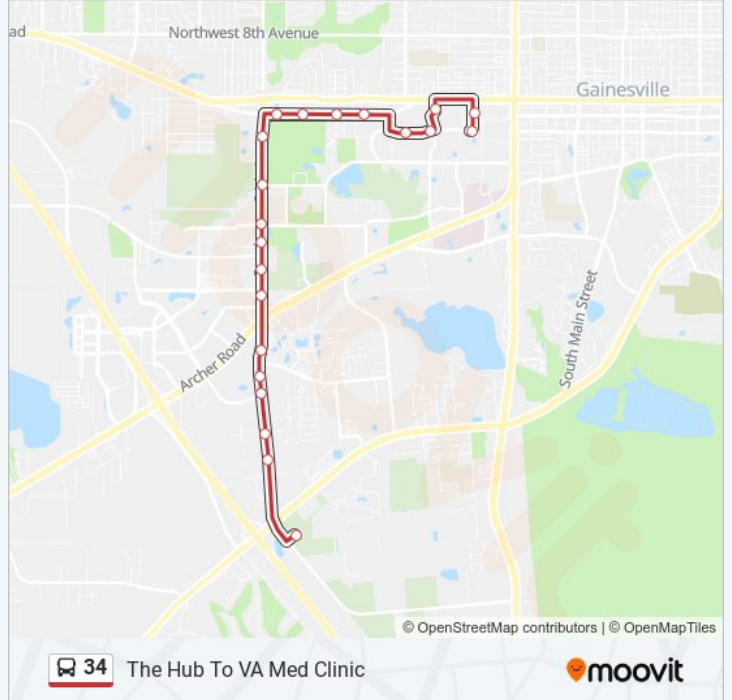 ad
Northwest 8th Avenue
Gainesville
South Main Street
Archer Road
© OpenStreetMap contributors | © OpenMapTiles
34 The Hub To VA Med Clinic
moovit